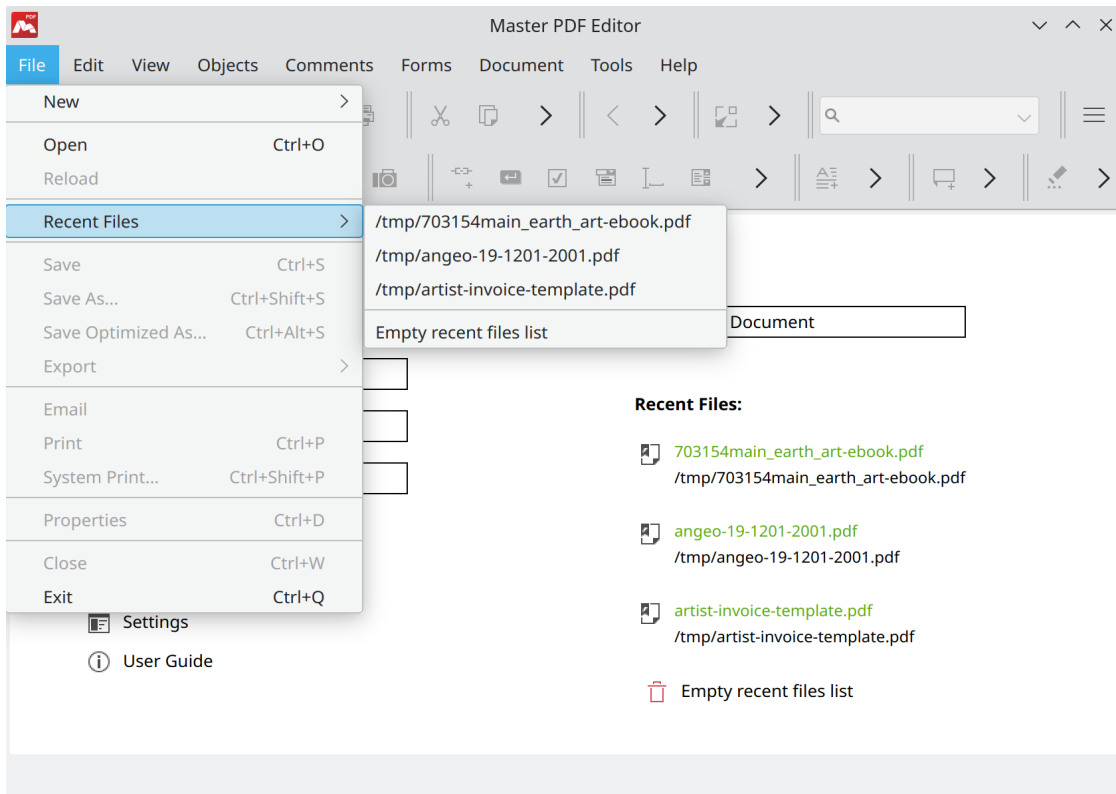 PDF
Master PDF Editor
File Edit View Objects Comments Forms Document Tools Help
New
Open Ctrl+O
Reload
Recent Files
Save Ctrl+S
Save As... Ctrl+Shift+S
Save Optimized As... Ctrl+Alt+S
Export
Email
Print Ctrl+P
System Print... Ctrl+Shift+P
Properties Ctrl+D
Close Ctrl+W
Exit Ctrl+Q
/tmp/703154main_earth_art-ebook.pdf
/tmp/angeo-19-1201-2001.pdf
/tmp/artist-invoice-template.pdf
Empty recent files list
Document
Settings
User Guide
Recent Files:
703154main_earth_art-ebook.pdf
/tmp/703154main_earth_art-ebook.pdf
angeo-19-1201-2001.pdf
/tmp/angeo-19-1201-2001.pdf
artist-invoice-template.pdf
/tmp/artist-invoice-template.pdf
Empty recent files list